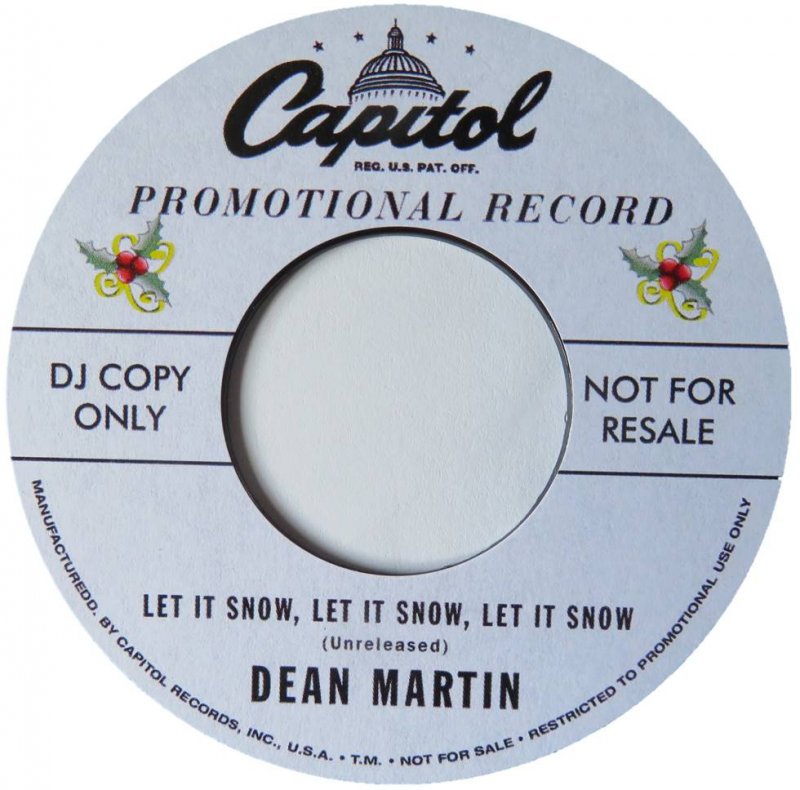 Capitol
REG. U.S. PAT. OFF.
PROMOTIONAL RECORD
DJ COPY
ONLY
NOT FOR
RESALE
LET IT SNOW, LET IT SNOW, LET IT SNOW
(Unreleased)
DEAN MARTIN
MANUFACTUREDD. BY CAPITOL RECORDS, INC., U.S.A. • T.M. • NOT FOR SALE • RESTRICTED TO PROMOTIONAL USE ONLY